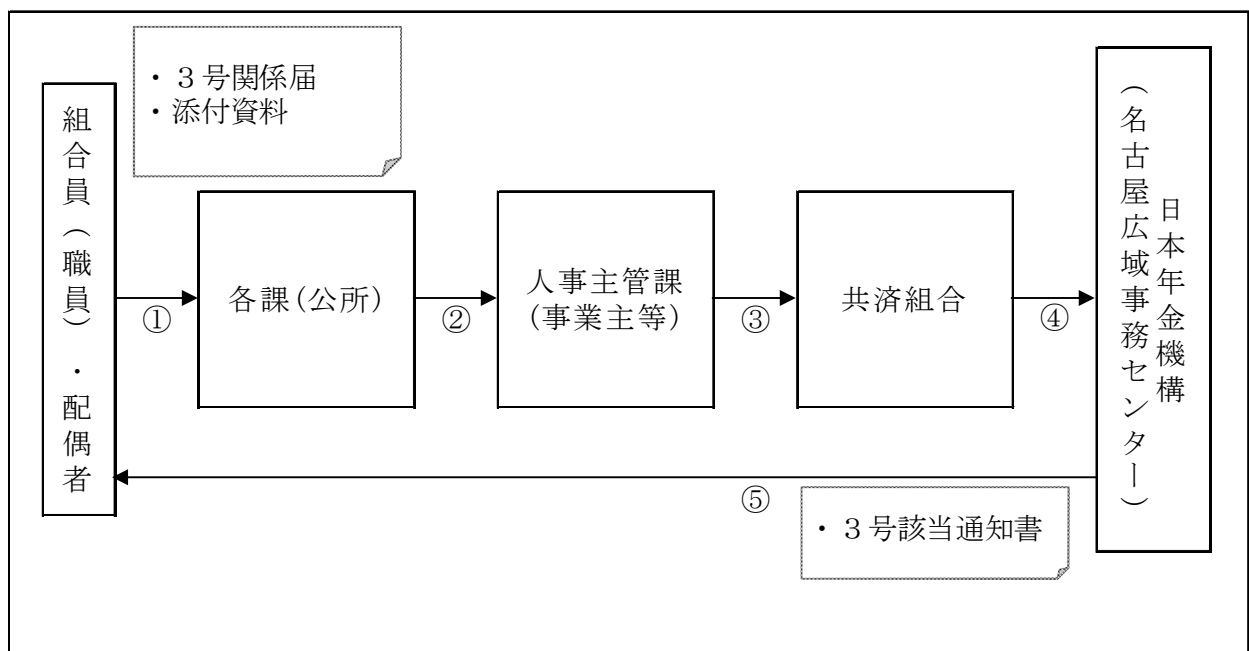 ・３号関係届
・添付資料
組合員（職員）・配偶者
①
各課(公所)
②
人事主管課
(事業主等)
③
共済組合
④
日本年金機構
（名古屋広域事務センター）
⑤
・３号該当通知書